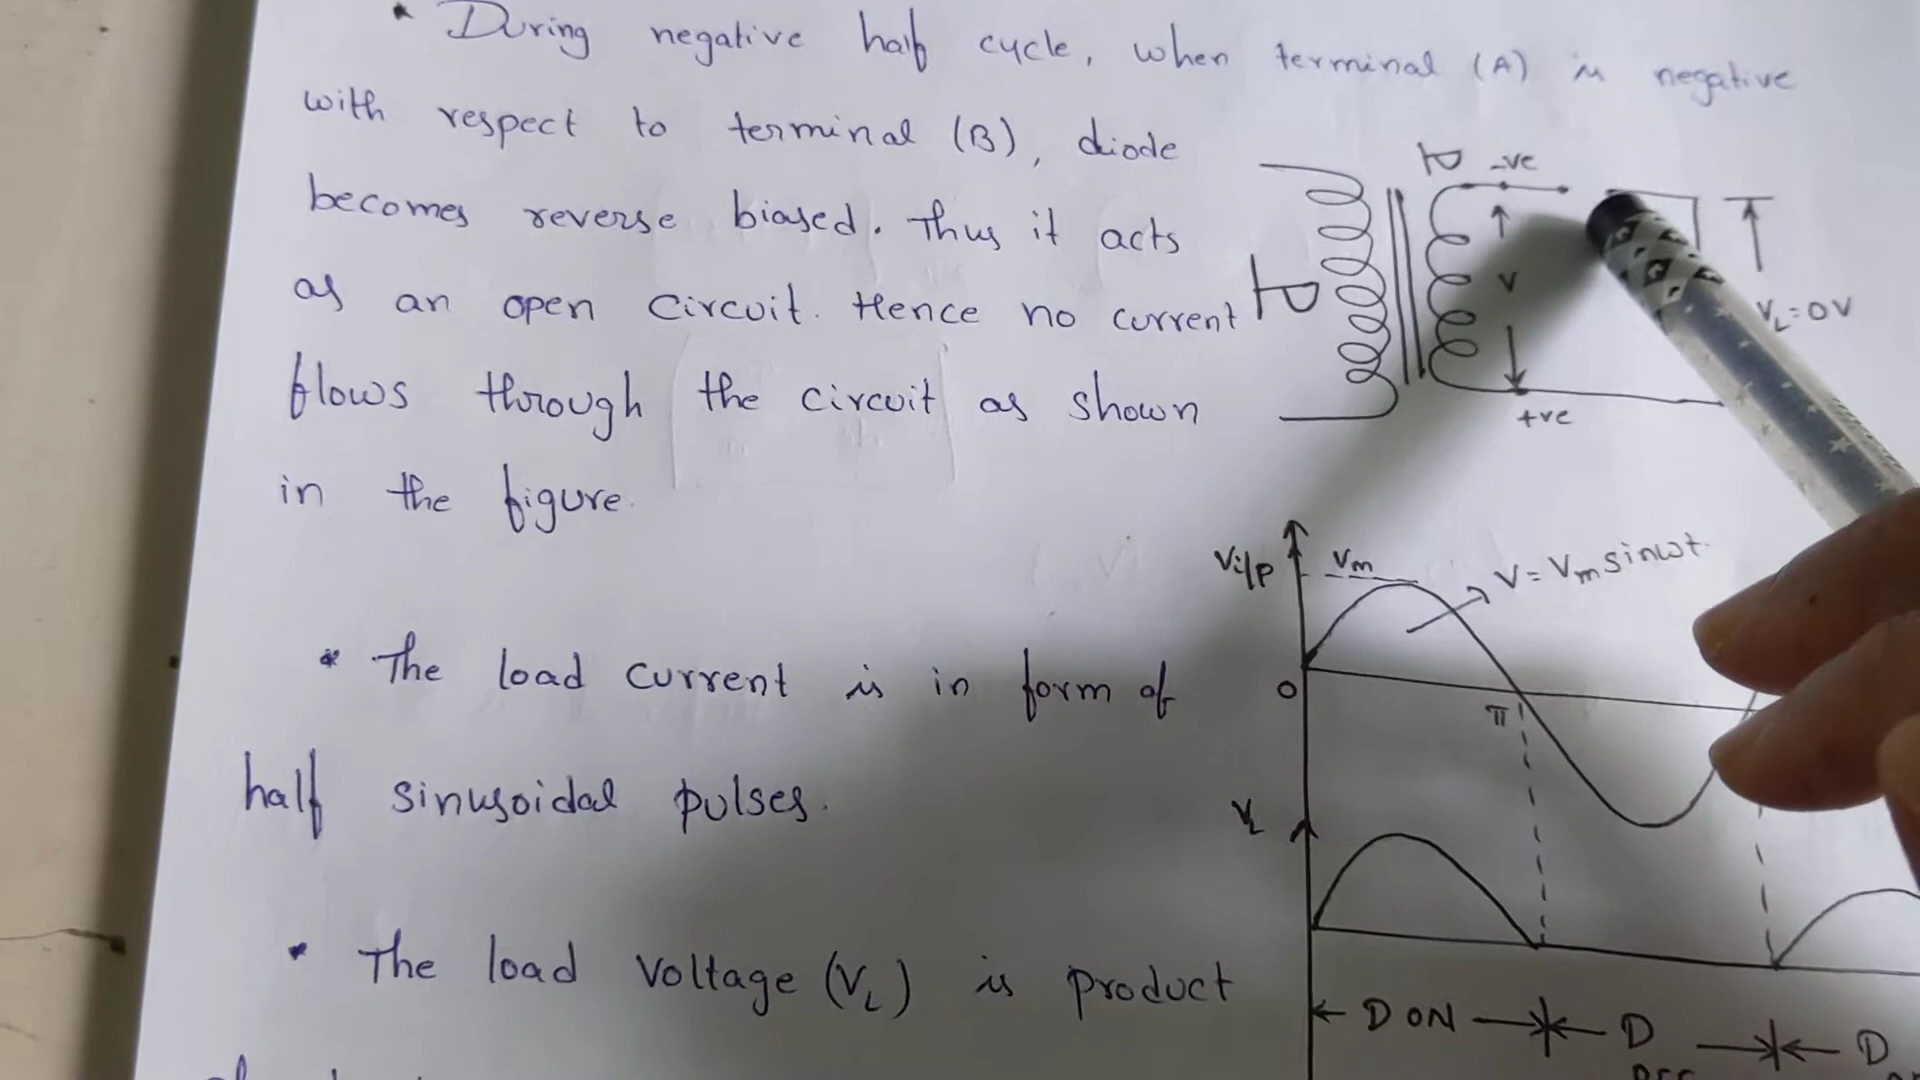 * During negative half cycle, when terminal (A) is negative
with respect to terminal (B), diode
becomes reverse biased. Thus it acts
as an open circuit. Hence no current
flows through the circuit as shown
in the figure.
-ve
V
VL=0V
+ve
Vi/p
Vm
V=Vm sinωt
0
π
* The load current is in form of
half sinusoidal pulses.
VL
* The load voltage (VL) is product
D ON
D
D
OFF